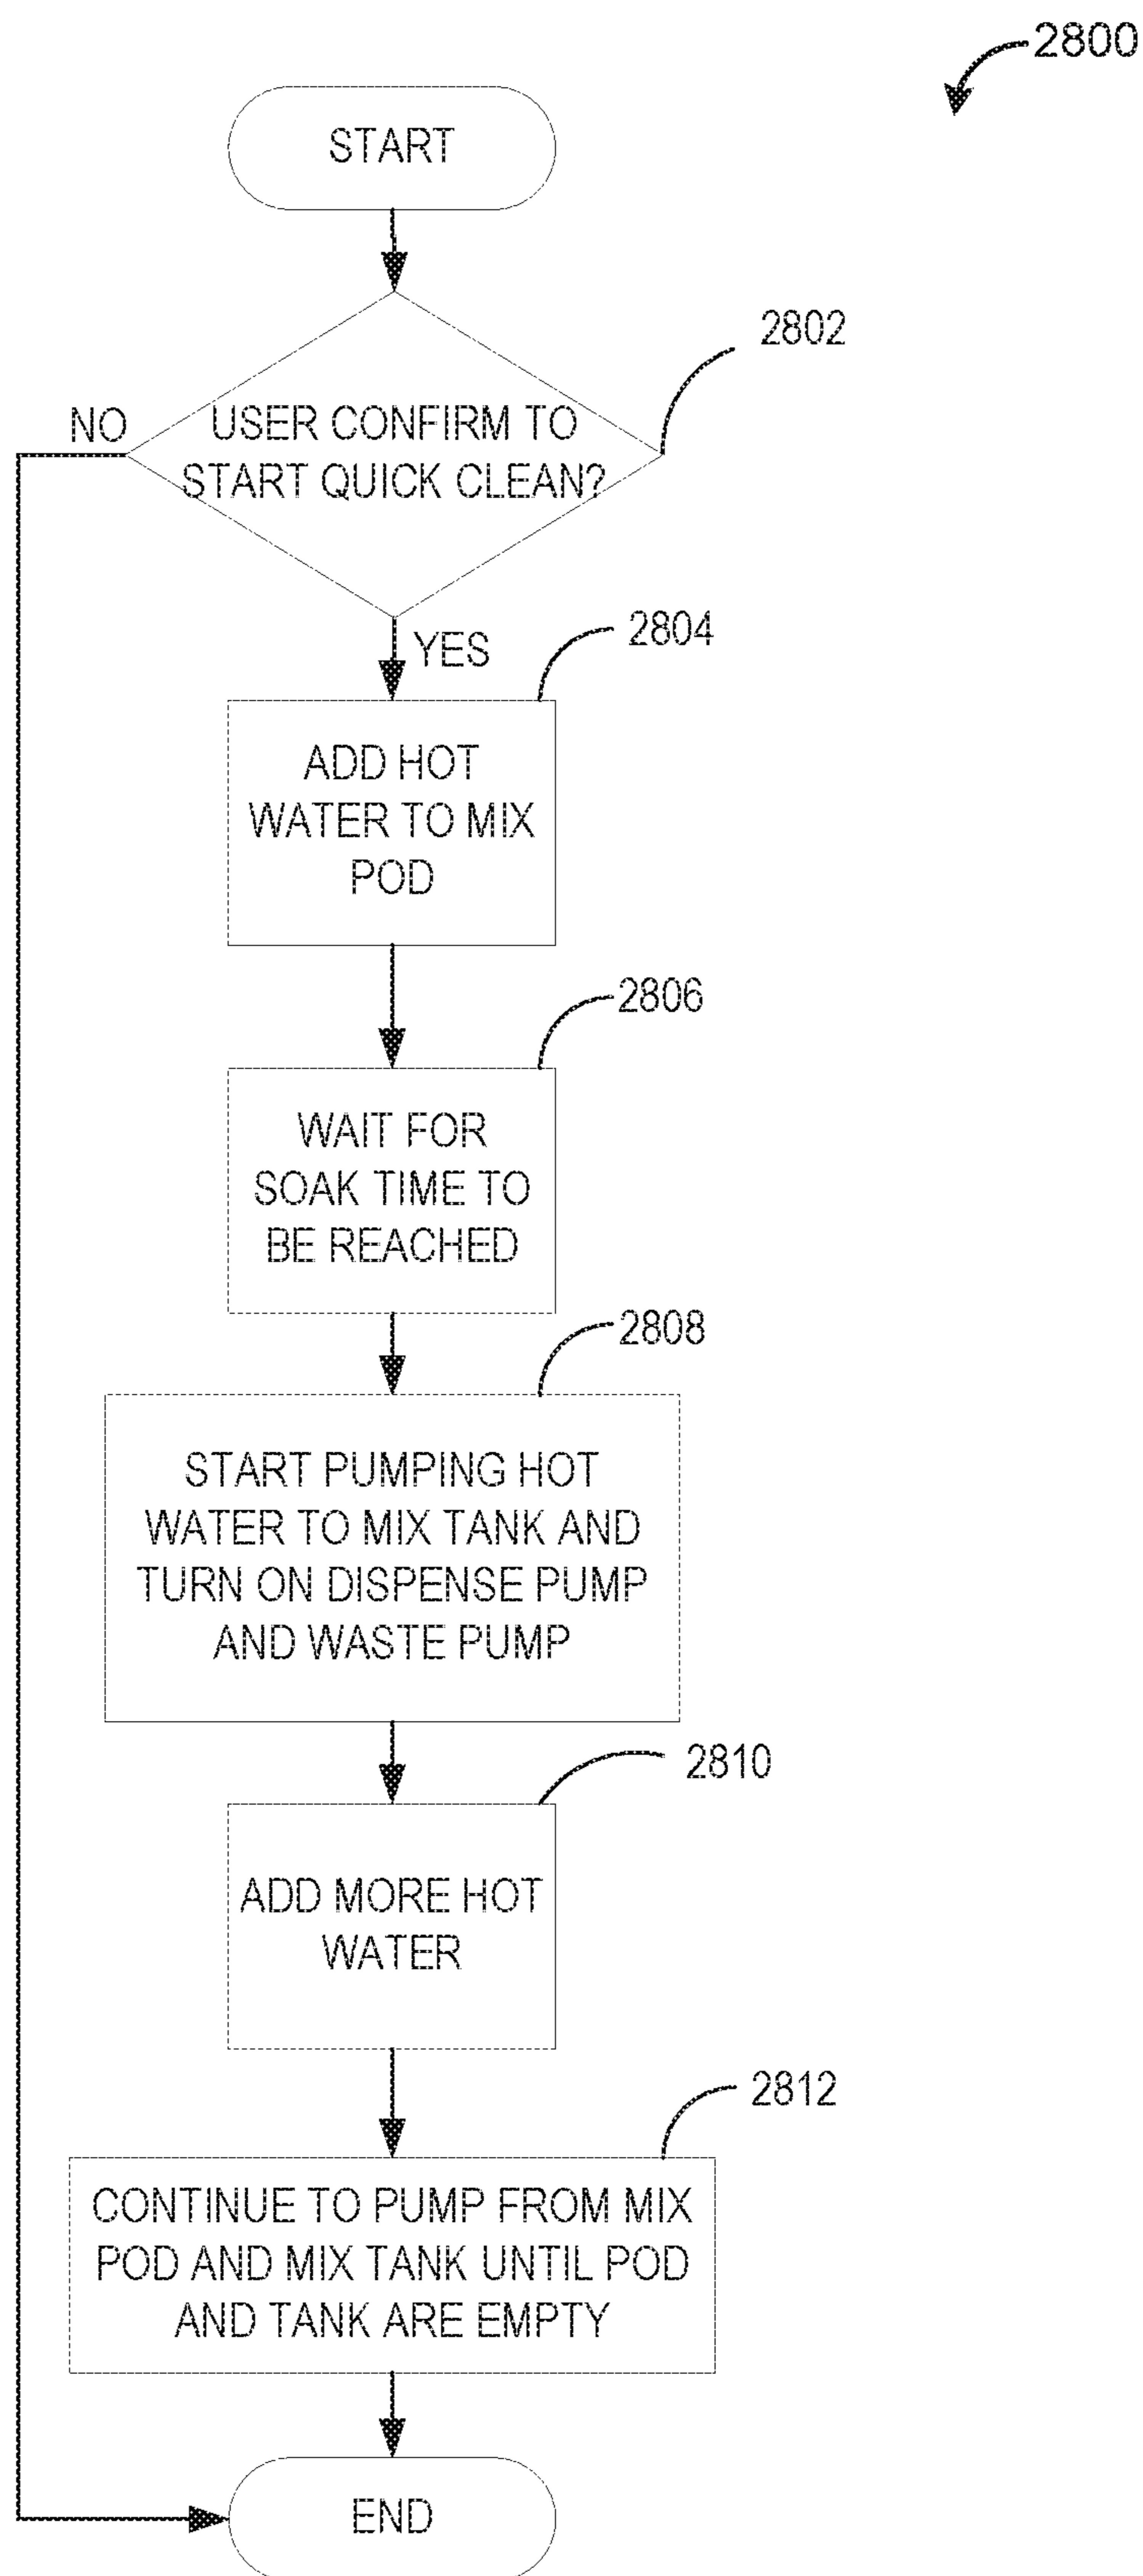 2800
START
2802
NO
USER CONFIRM TO
START QUICK CLEAN?
YES
2804
ADD HOT
WATER TO MIX
POD
2806
WAIT FOR
SOAK TIME TO
BE REACHED
2808
START PUMPING HOT
WATER TO MIX TANK AND
TURN ON DISPENSE PUMP
AND WASTE PUMP
2810
ADD MORE HOT
WATER
2812
CONTINUE TO PUMP FROM MIX
POD AND MIX TANK UNTIL POD
AND TANK ARE EMPTY
END